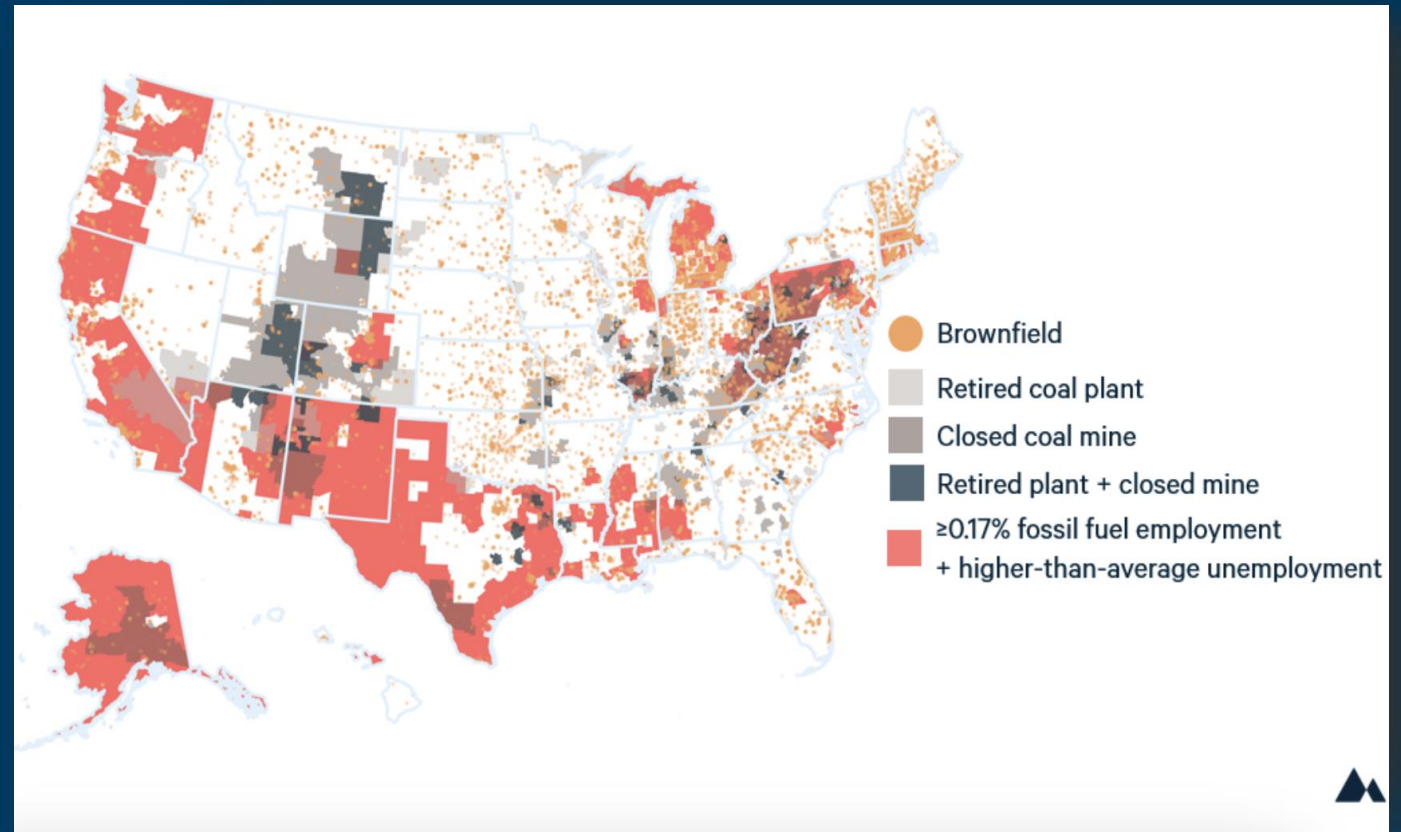 Brownfield
Retired coal plant
Closed coal mine
Retired plant + closed mine
≥0.17% fossil fuel employment
+ higher-than-average unemployment